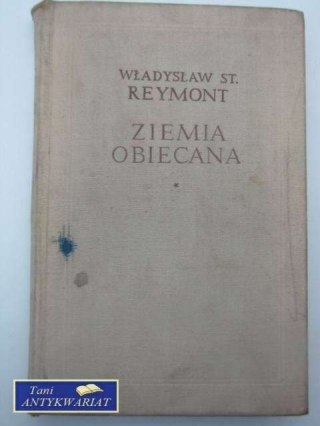 WŁADYSŁAW ST.
REYMONT
ZIEMIA
OBIECANA
*
Tani
ANTYKWARIAT